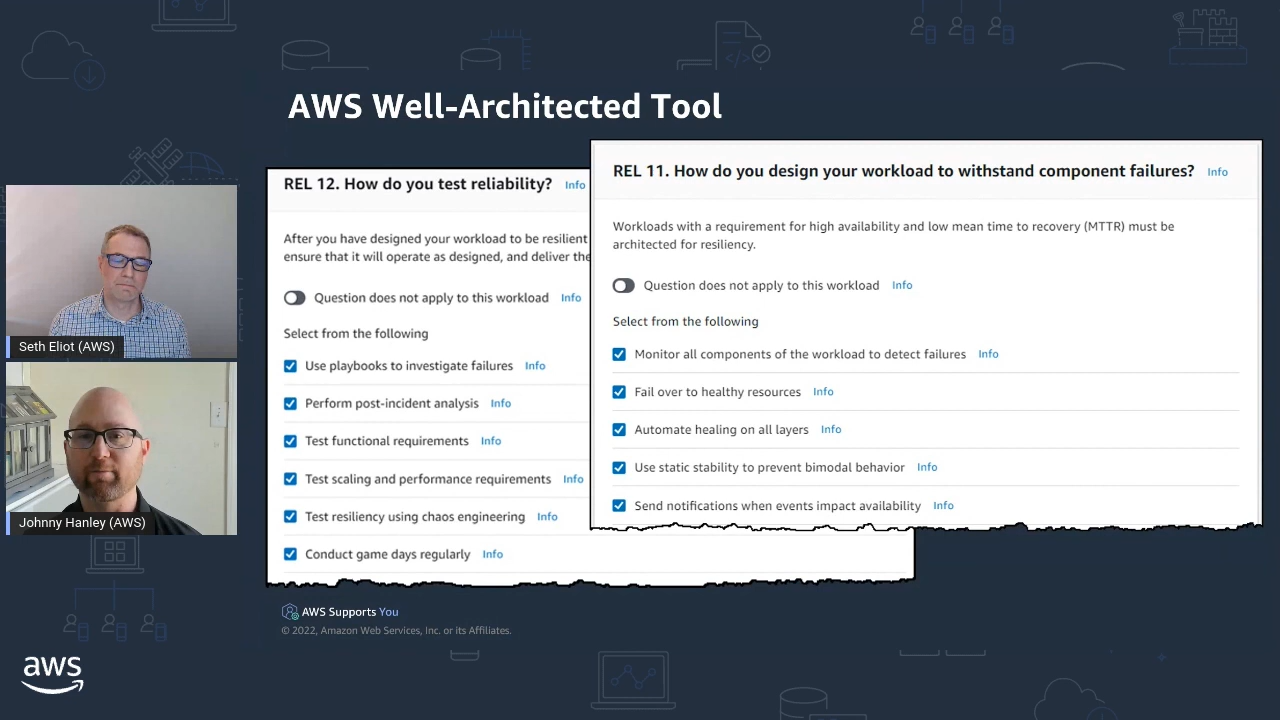 AWS Well-Architected Tool
REL 12. How do you test reliability? Info
After you have designed your workload to be resilient
ensure that it will operate as designed, and deliver the
Question does not apply to this workload Info
Select from the following
Use playbooks to investigate failures Info
Perform post-incident analysis Info
Test functional requirements Info
Test scaling and performance requirements Info
Test resiliency using chaos engineering Info
Conduct game days regularly Info
REL 11. How do you design your workload to withstand component failures? Info
Workloads with a requirement for high availability and low mean time to recovery (MTTR) must be
architected for resiliency.
Question does not apply to this workload Info
Select from the following
Monitor all components of the workload to detect failures Info
Fail over to healthy resources Info
Automate healing on all layers Info
Use static stability to prevent bimodal behavior Info
Send notifications when events impact availability Info
Seth Eliot (AWS)
Johnny Hanley (AWS)
AWS Supports You
© 2022, Amazon Web Services, Inc. or its Affiliates.
aws